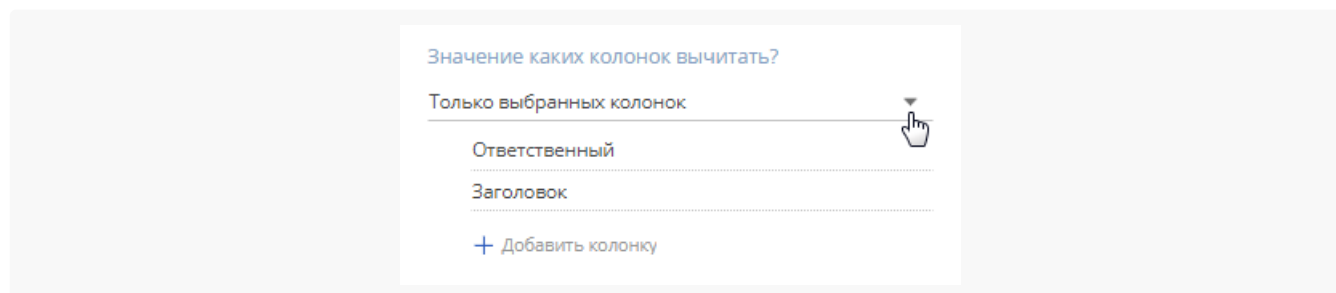 Значение каких колонок вычитать?
Только выбранных колонок
Ответственный
Заголовок
Добавить колонку